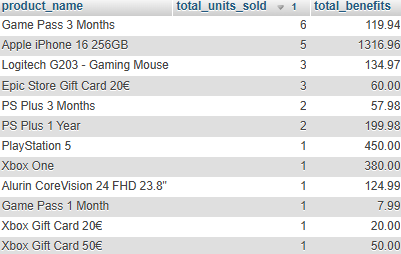 product_name total_units_sold 1 total_benefits
Game Pass 3 Months 6 119.94
Apple iPhone 16 256GB 5 1316.96
Logitech G203 - Gaming Mouse 3 134.97
Epic Store Gift Card 20€ 3 60.00
PS Plus 3 Months 2 57.98
PS Plus 1 Year 2 199.98
PlayStation 5 1 450.00
Xbox One 1 380.00
Alurin CoreVision 24 FHD 23.8" 1 124.99
Game Pass 1 Month 1 7.99
Xbox Gift Card 20€ 1 20.00
Xbox Gift Card 50€ 1 50.00